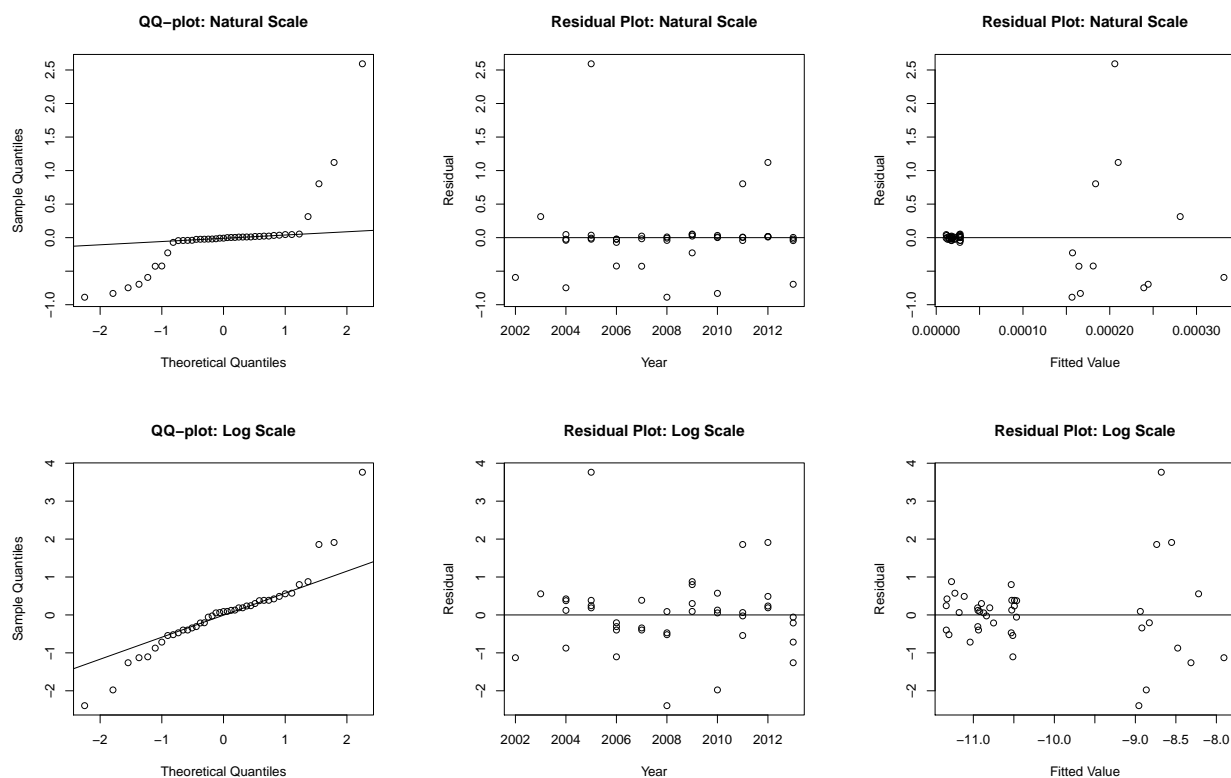 QQ−plot: Natural Scale
Sample Quantiles
2.5
2.0
1.5
1.0
0.5
0.0
−1.0
−2 −1 0 1 2
Theoretical Quantiles
Residual Plot: Natural Scale
Residual
2.5
2.0
1.5
1.0
0.5
0.0
−1.0
2002 2004 2006 2008 2010 2012
Year
Residual Plot: Natural Scale
Residual
2.5
2.0
1.5
1.0
0.5
0.0
−1.0
0.00000 0.00010 0.00020 0.00030
Fitted Value
QQ−plot: Log Scale
Sample Quantiles
4
3
2
1
0
−1
−2
−2 −1 0 1 2
Theoretical Quantiles
Residual Plot: Log Scale
Residual
4
3
2
1
0
−1
−2
2002 2004 2006 2008 2010 2012
Year
Residual Plot: Log Scale
Residual
4
3
2
1
0
−1
−2
−11.0 −10.0 −9.0 −8.5 −8.0
Fitted Value